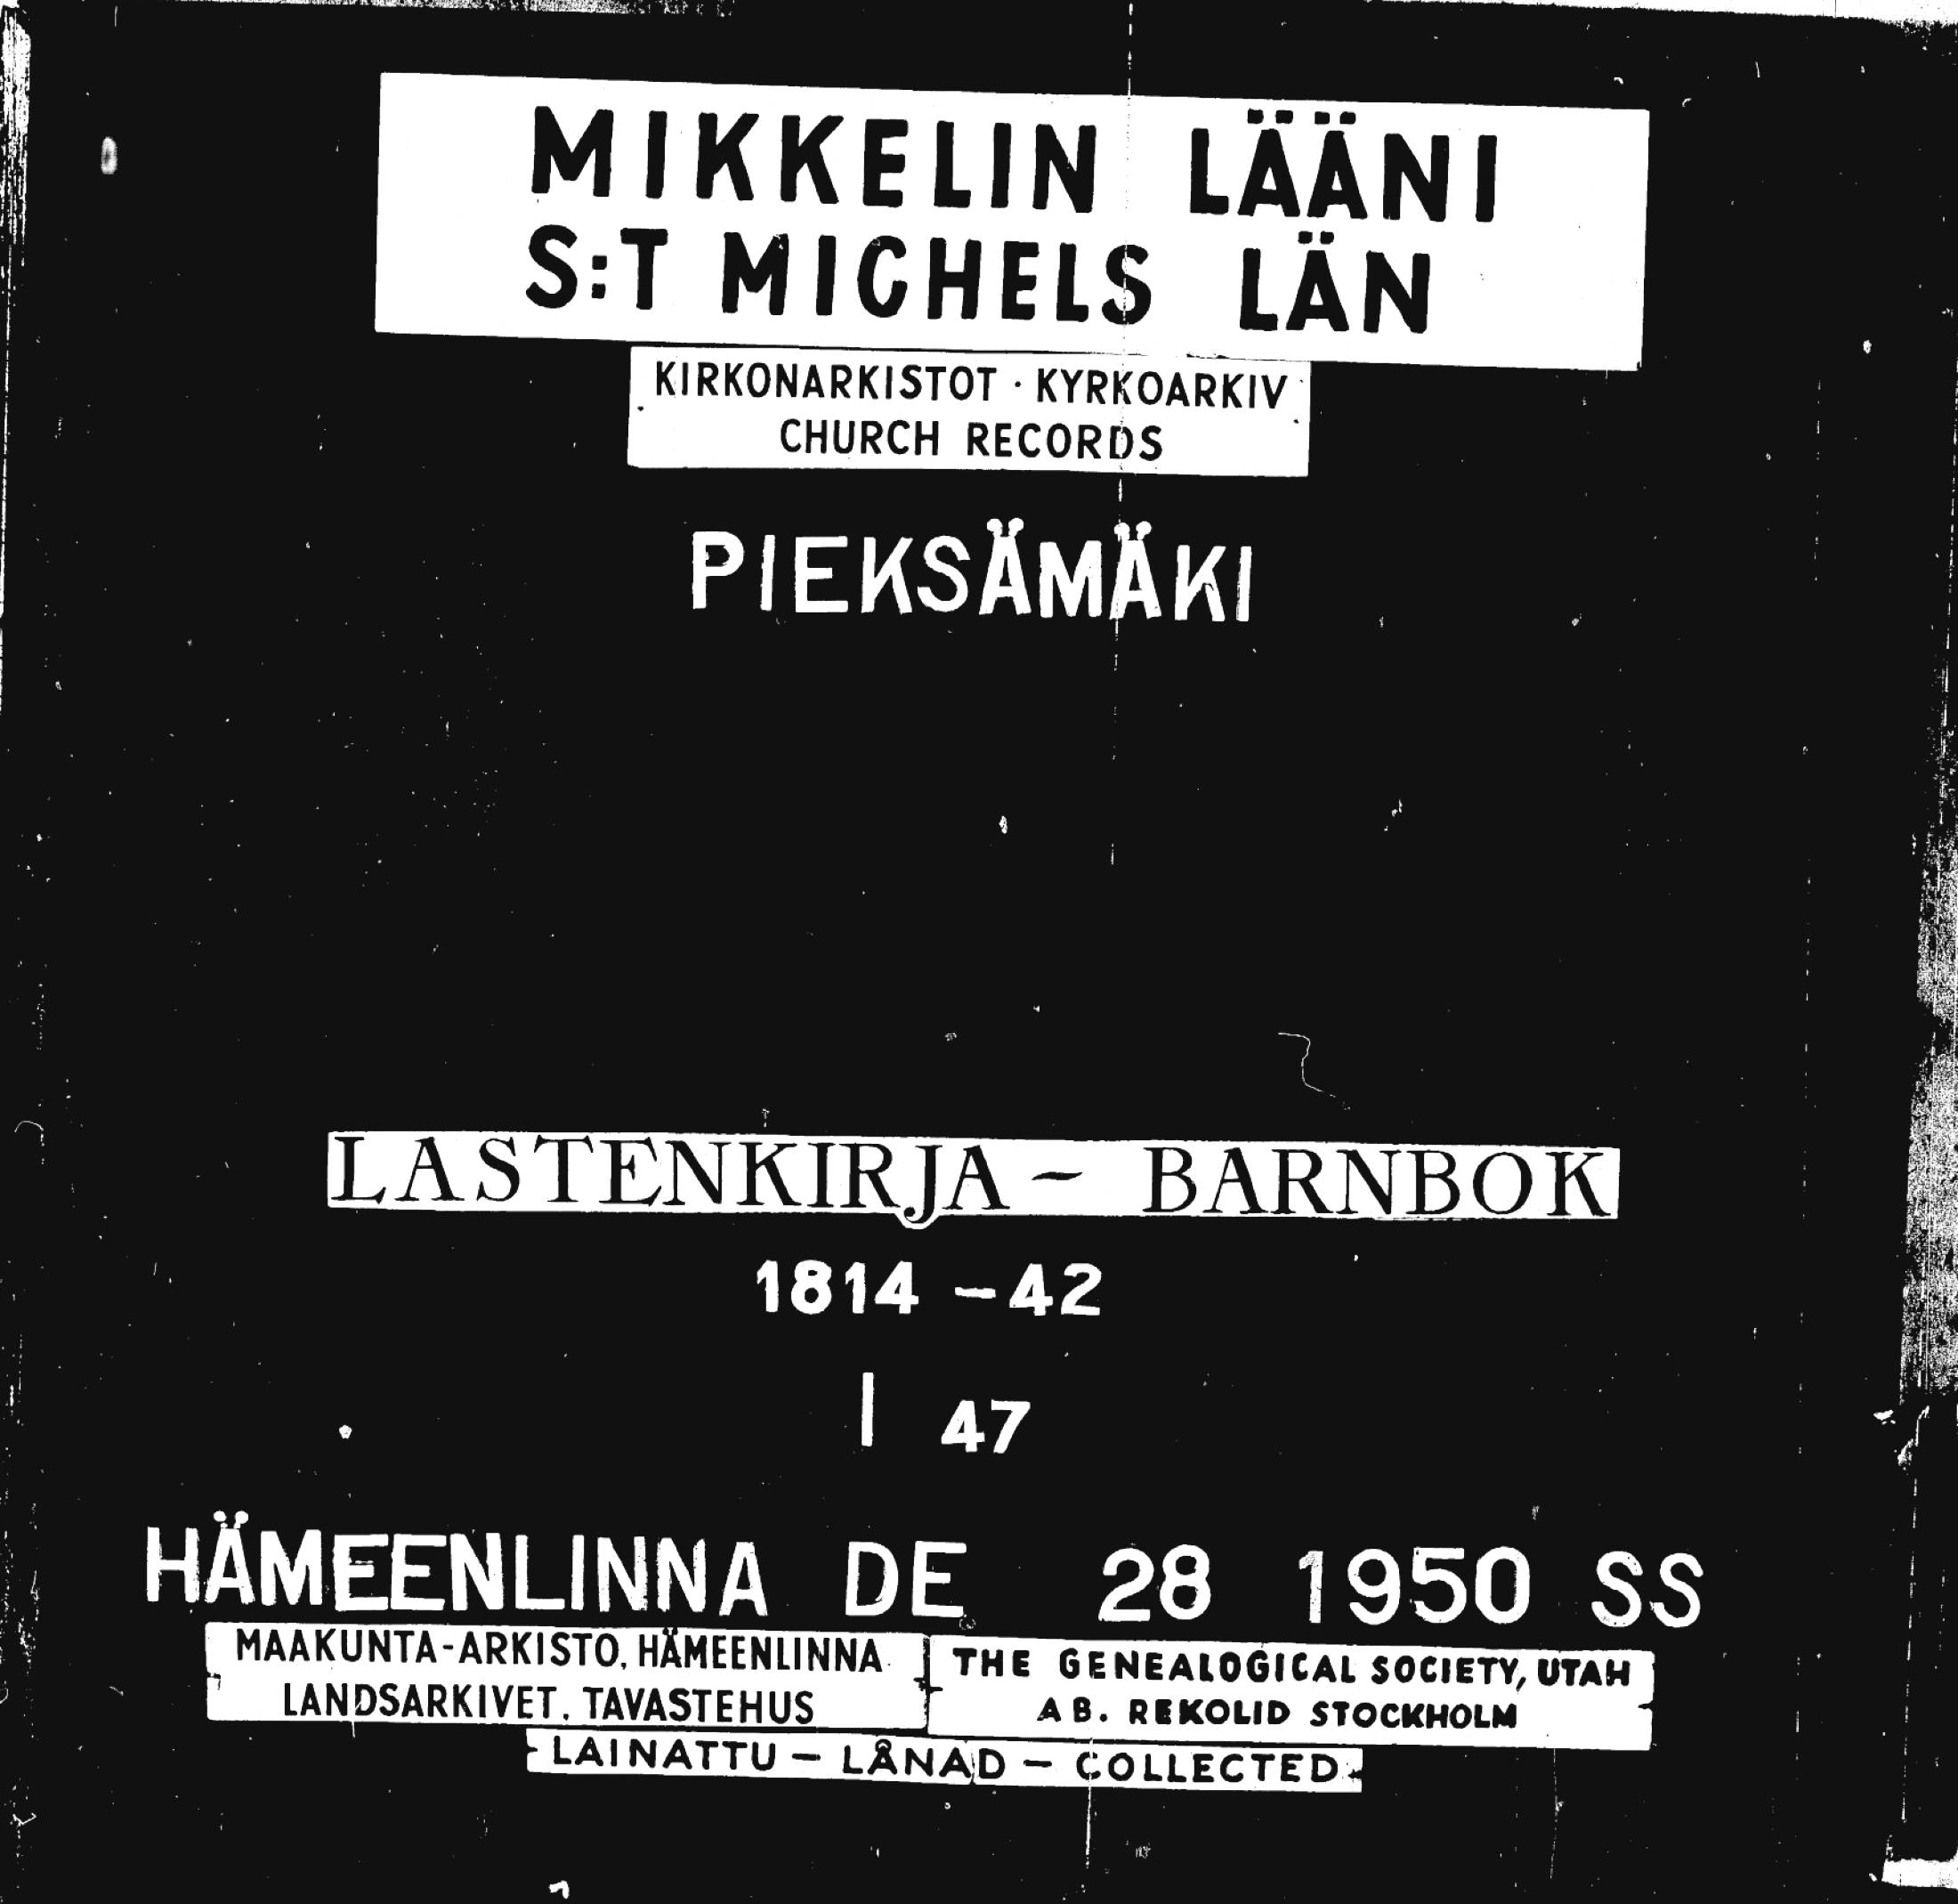 MIKKELIN LÄÄNI
S:T MICHELS LÄN
KIRKONARKISTOT · KYRKOARKIV
CHURCH RECORDS
PIEKSÄMÄKI
LASTENKIRJA - BARNBOK
1814 - 42
I 47
HÄMEENLINNA DE 28 1950 SS
MAAKUNTA-ARKISTO, HÄMEENLINNA
LANDSARKIVET, TAVASTEHUS
THE GENEALOGICAL SOCIETY, UTAH
AB. REKOLID STOCKHOLM
LAINATTU - LÅNAD - COLLECTED